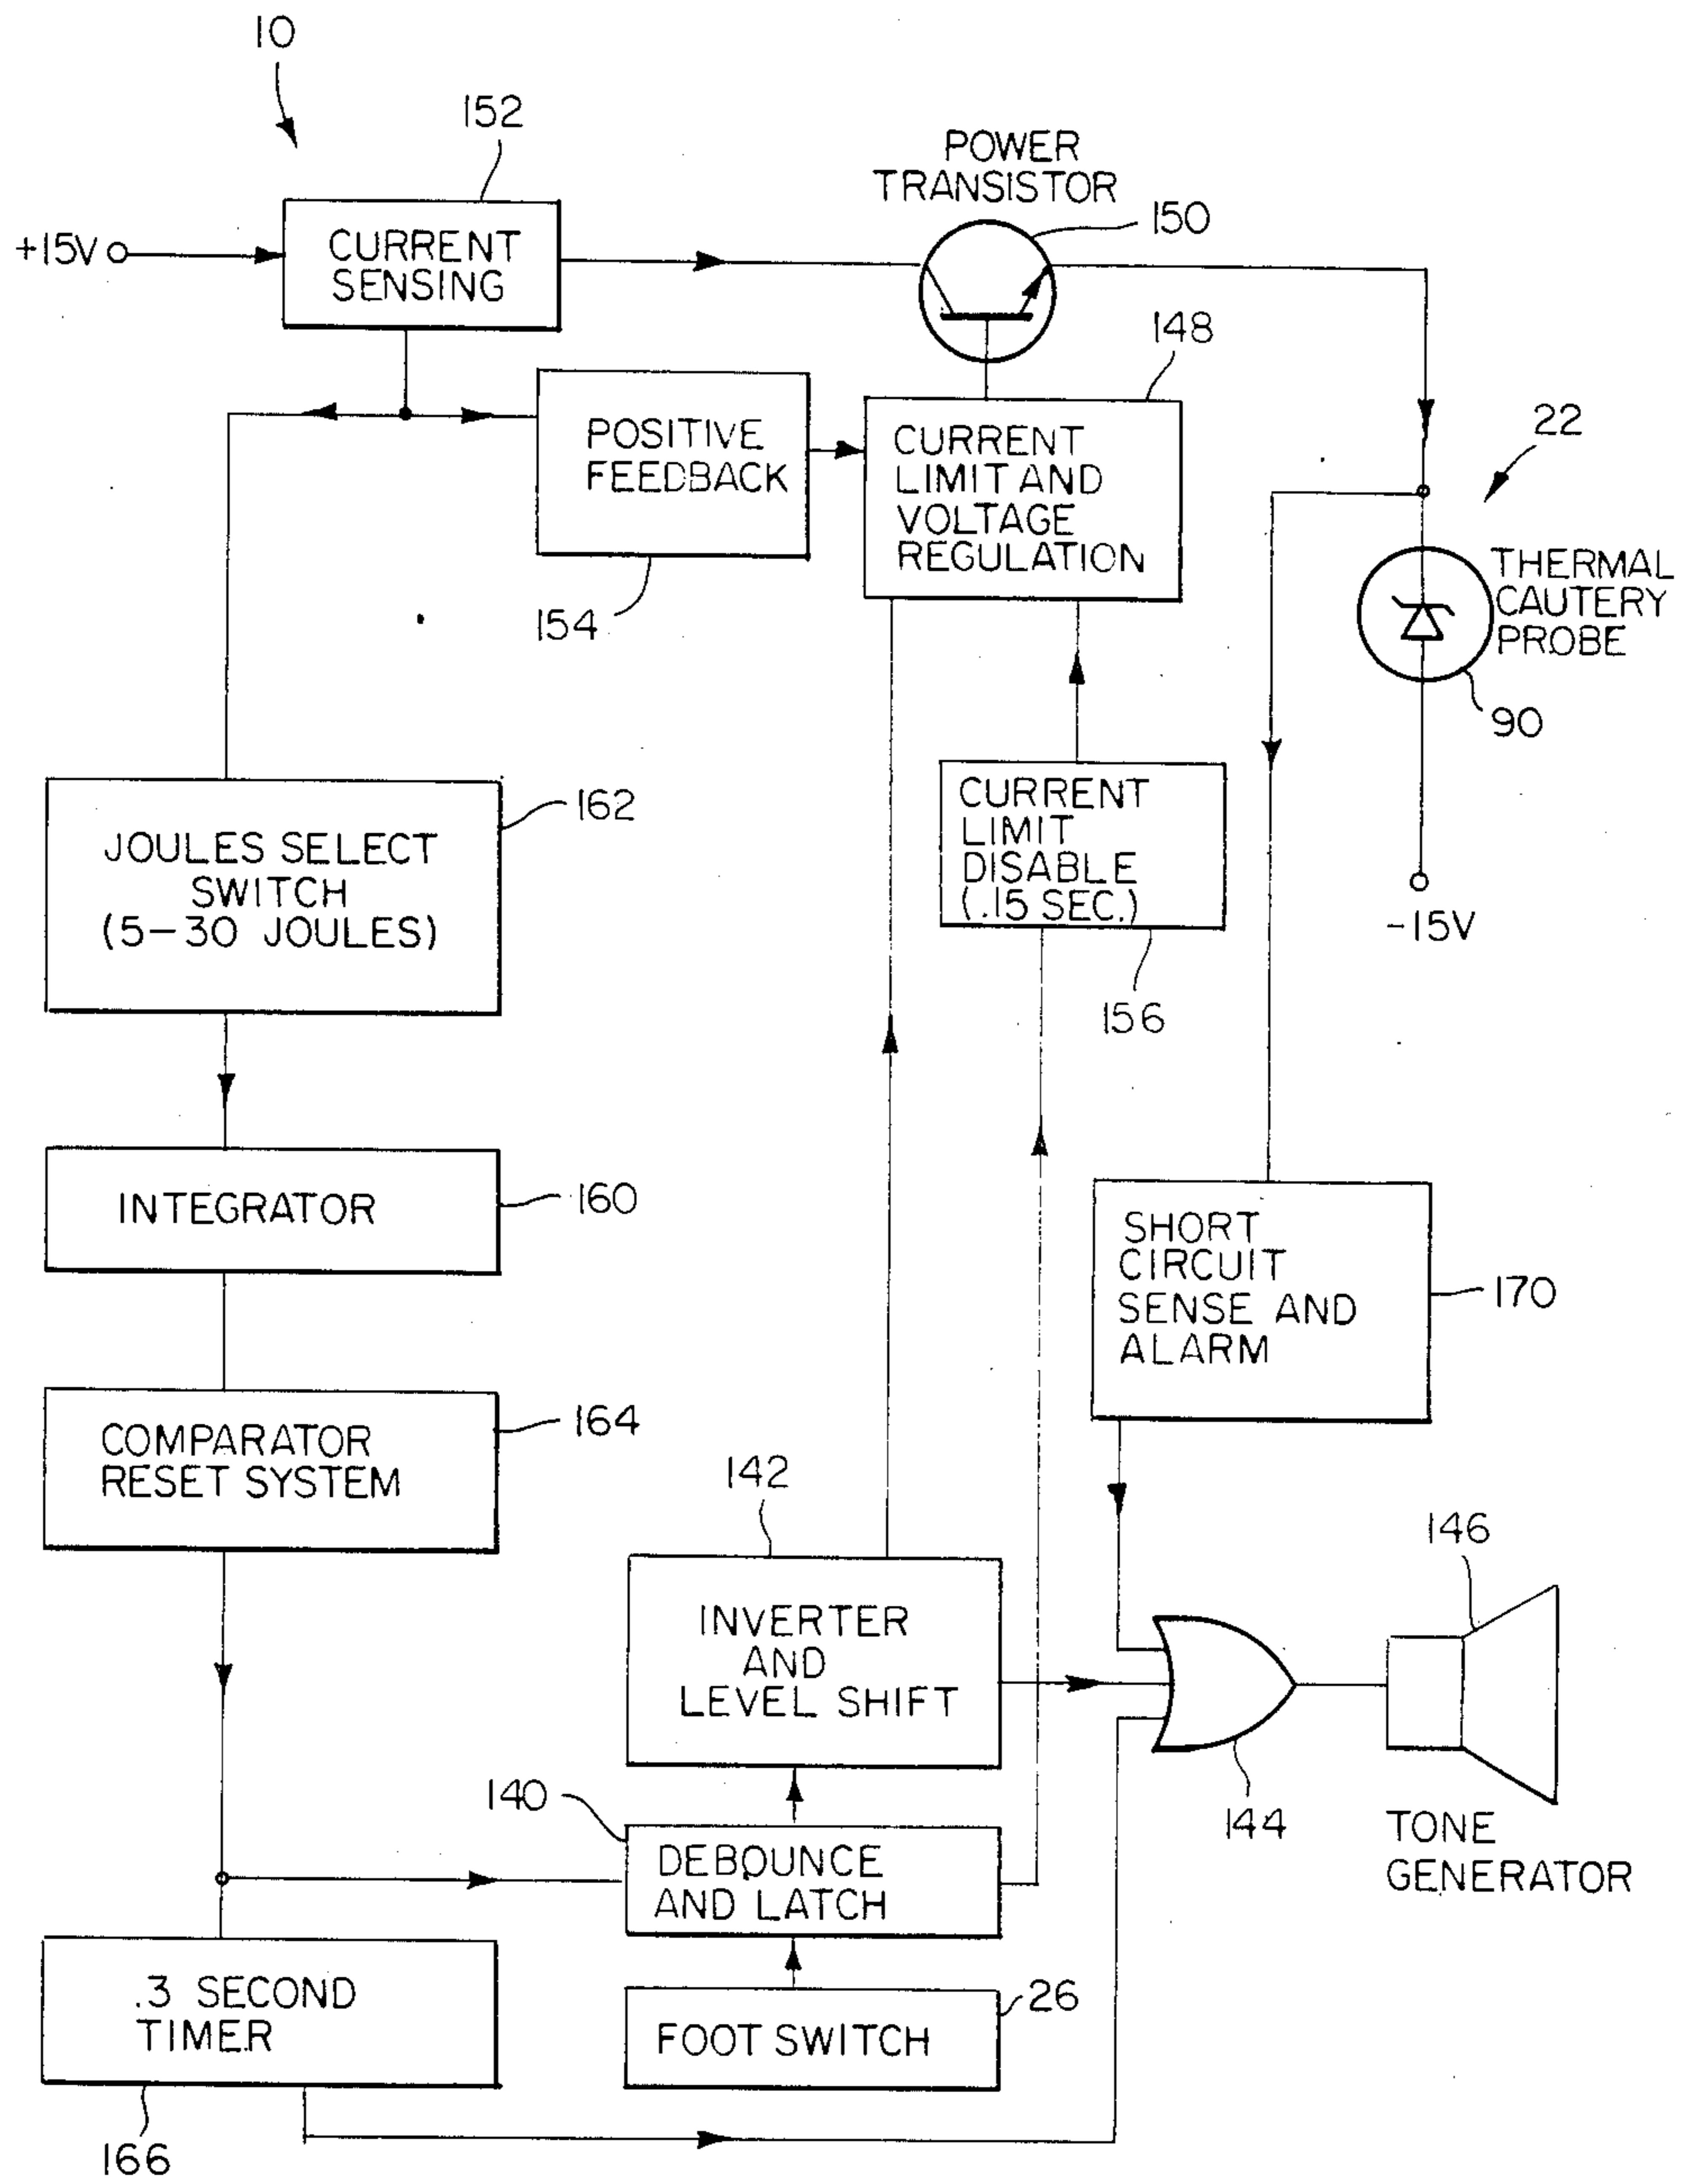 10
152
POWER
TRANSISTOR
150
+15V
CURRENT
SENSING
148
POSITIVE
FEEDBACK
154
CURRENT
LIMIT AND
VOLTAGE
REGULATION
22
THERMAL
CAUTERY
PROBE
90
-15V
JOULES SELECT
SWITCH
(5-30 JOULES)
162
CURRENT
LIMIT
DISABLE
(.15 SEC.)
156
INTEGRATOR
160
SHORT
CIRCUIT
SENSE AND
ALARM
170
COMPARATOR
RESET SYSTEM
164
142
INVERTER
AND
LEVEL SHIFT
146
144
TONE
GENERATOR
140
DEBOUNCE
AND LATCH
.3 SECOND
TIMER
166
FOOT SWITCH
26